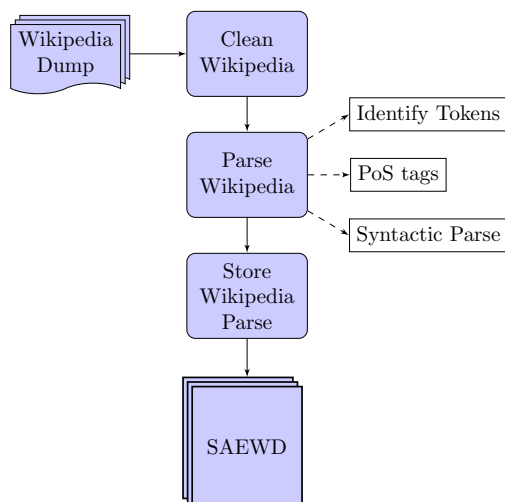 Wikipedia
Dump
Clean
Wikipedia
Parse
Wikipedia
Identify Tokens
PoS tags
Syntactic Parse
Store
Wikipedia
Parse
SAEWD